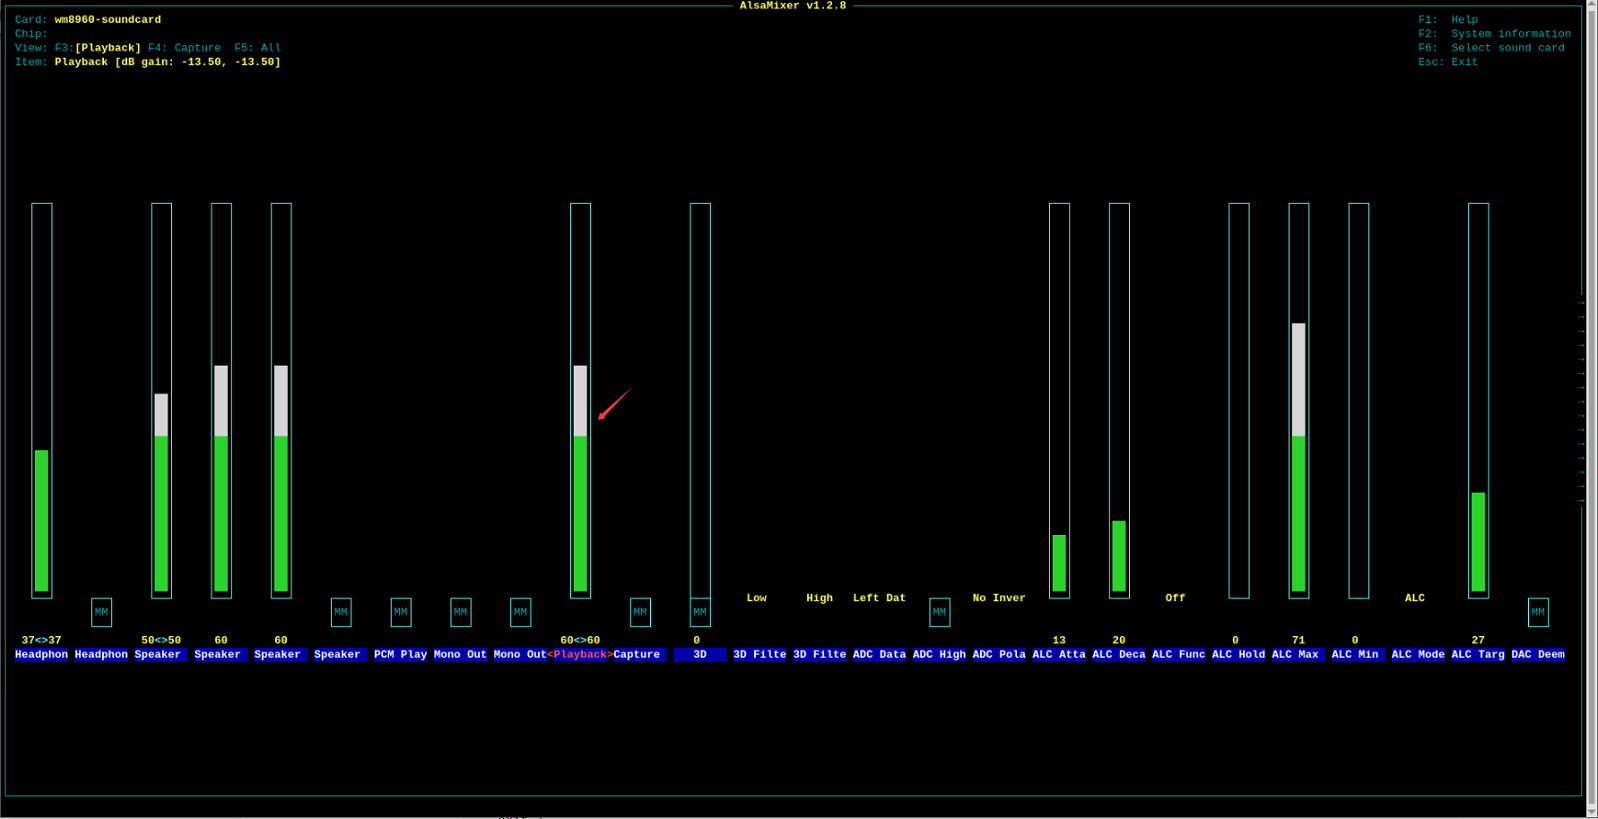 AlsaMixer v1.2.8
Card: wm8960-soundcard
Chip:
View: F3:[Playback] F4: Capture  F5: All
Item: Playback [dB gain: -13.50, -13.50]
F1:  Help
F2:  System information
F6:  Select sound card
Esc: Exit
Low High Left Dat No Inver Off ALC
MM MM MM MM MM MM MM MM MM
37<>37 50<>50 60 60 60<>60 0 13 20 0 71 0 27
Headphon Headphon Speaker Speaker Speaker Speaker PCM Play Mono Out Mono Out<Playback>Capture 3D 3D Filte 3D Filte ADC Data ADC High ADC Pola ALC Atta ALC Deca ALC Func ALC Hold ALC Max ALC Min ALC Mode ALC Targ DAC Deem